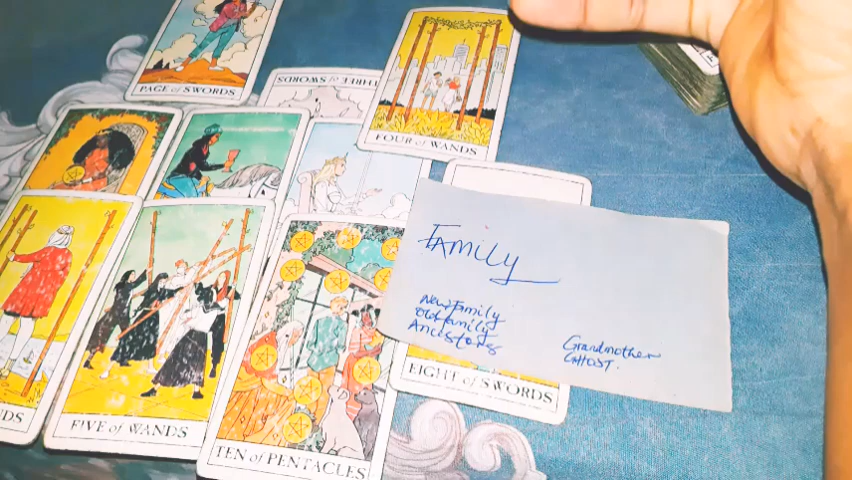 PAGE of SWORDS
THREE of SWORDS
FOUR of WANDS
FAmily
New Family
Old family
Ancestors
Grandmother
GHOST.
EIGHT of SWORDS
NDS
FIVE of WANDS
TEN of PENTACLES